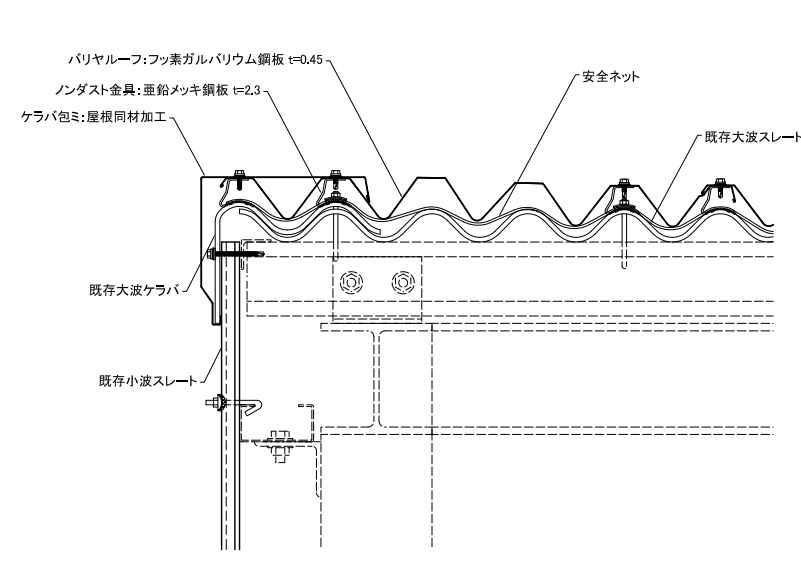 バリヤルーフ:フッ素ガルバリウム鋼板 t=0.45
安全ネット
ノンダスト金具:亜鉛メッキ鋼板 t=2.3
ケラバ包ミ:屋根同材加工
既存大波スレート
既存大波ケラバ
既存小波スレート